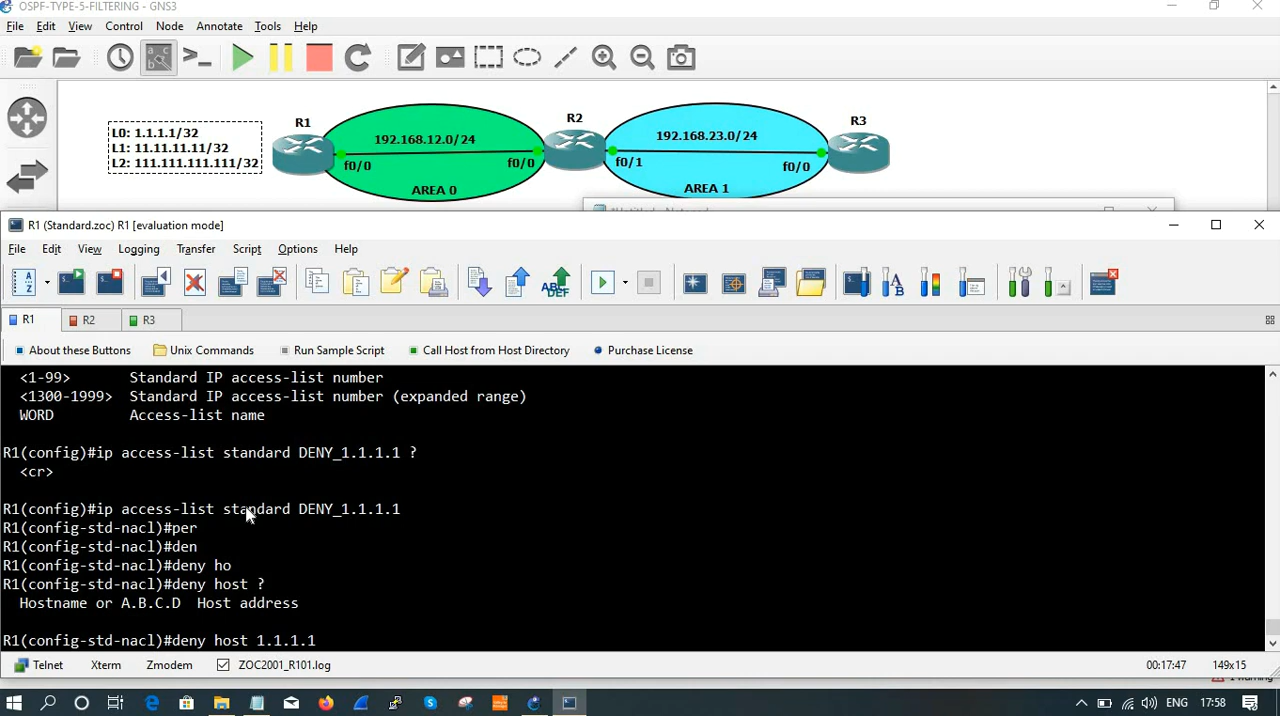 OSPF-TYPE-5-FILTERING - GNS3
File Edit View Control Node Annotate Tools Help
R1
R2
R3
L0: 1.1.1.1/32
L1: 11.11.11.11/32
L2: 111.111.111.111/32
192.168.12.0/24
192.168.23.0/24
f0/0
f0/0
f0/1
f0/0
AREA 0
AREA 1
R1 (Standard.zoc) R1 [evaluation mode]
File Edit View Logging Transfer Script Options Help
R1 R2 R3
About these Buttons Unix Commands Run Sample Script Call Host from Host Directory Purchase License
<1-99> Standard IP access-list number
<1300-1999> Standard IP access-list number (expanded range)
WORD Access-list name
R1(config)#ip access-list standard DENY_1.1.1.1 ?
<cr>
R1(config)#ip access-list standard DENY_1.1.1.1
R1(config-std-nacl)#per
R1(config-std-nacl)#den
R1(config-std-nacl)#deny ho
R1(config-std-nacl)#deny host ?
Hostname or A.B.C.D Host address
R1(config-std-nacl)#deny host 1.1.1.1
Telnet Xterm Zmodem ZOC2001_R101.log 00:17:47 149x15
ENG 17:58